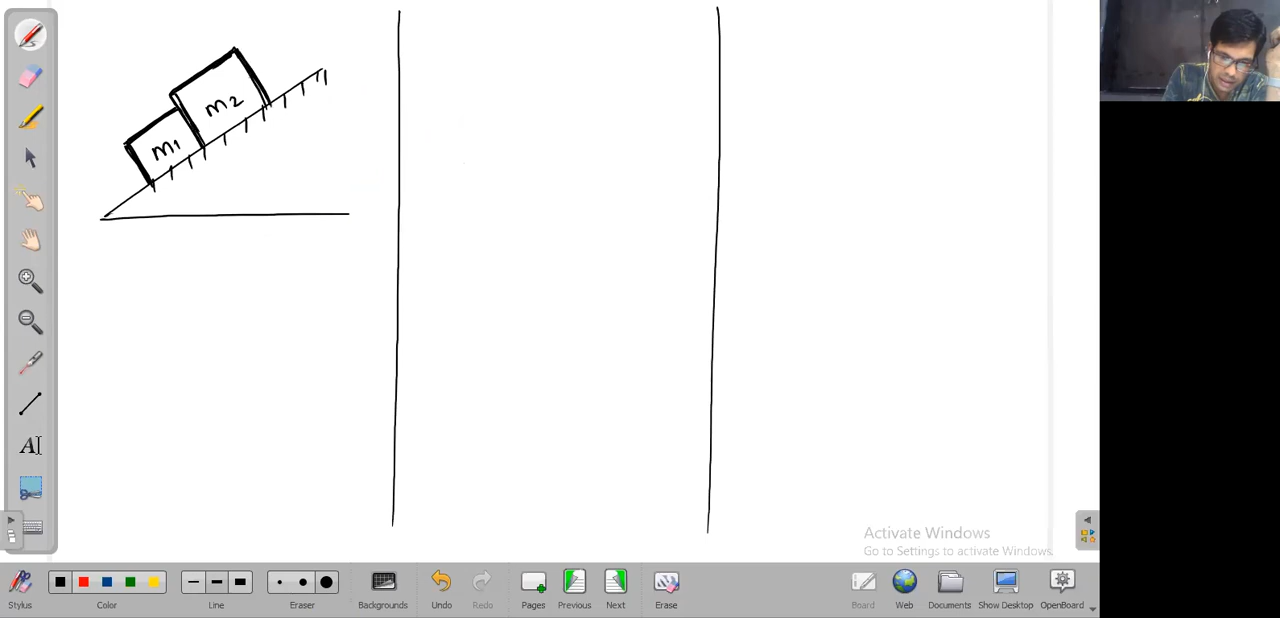 m2
m1
Activate Windows
Go to Settings to activate Windows.
A
Stylus
Color
Line
Eraser
Backgrounds
Undo
Redo
Pages
Previous
Next
Erase
Board
Web
Documents
Show Desktop
OpenBoard